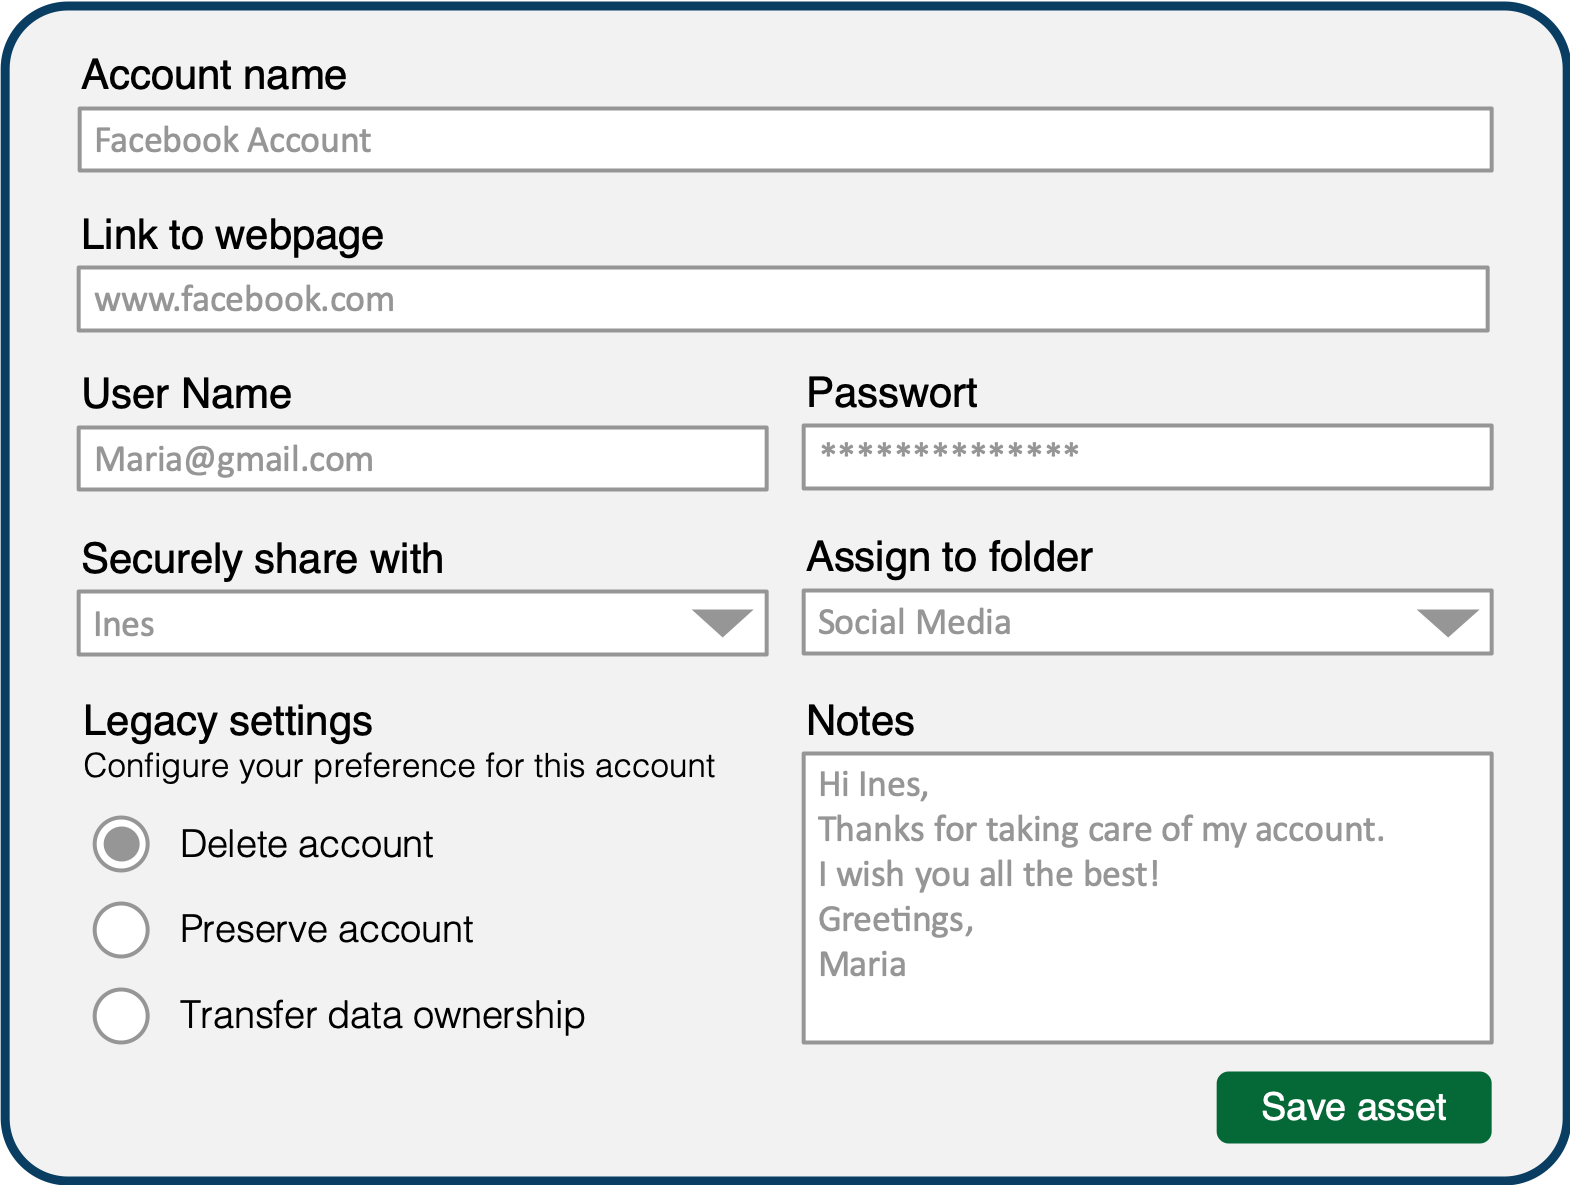 Account name
Facebook Account
Link to webpage
www.facebook.com
User Name
Passwort
Maria@gmail.com
**************
Securely share with
Assign to folder
Ines
Social Media
Legacy settings
Configure your preference for this account
Delete account
Preserve account
Transfer data ownership
Notes
Hi Ines,
Thanks for taking care of my account.
I wish you all the best!
Greetings,
Maria
Save asset